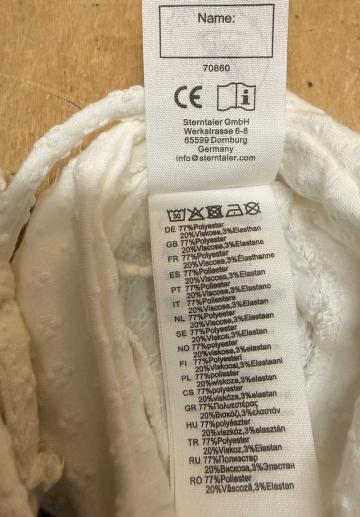 Name:
70860
CE
Sterntaler GmbH
Werkstrasse 6-8
65599 Dornburg
Germany
info@sterntaler.com
30
DE 77%Polyester
20%Viskose,3%Elasthan
GB 77%Polyester
20%Viscose,3%Elastane
FR 77%Polyester
20%Viscose,3%Élasthanne
ES 77%Poliester
20%Viscosa,3%Elastan
PT 77%Poliester
20%Viscose,3%Elastano
IT 77%Poliestere
20%Viscosa,3%Elastan
NL 77%Polyester
20%Viscose,3%Elastaan
SE 77%Polyester
20%Viskos,3%Elastan
NO 77%polyester
20%viskose,3%elastan
FI 77%Polyesteri
20%Viskoosi,3%Elastaani
PL 77%poliester
20%wiskoza,3%elastan
CS 77%polyester
20%viskóza,3%elastan
GR 77%Πολυεστέρας
20%Βισκόζη,3%ελαστάν
HU 77%polyészter
20%viszkóz,3%elasztán
TR 77%Polyester
20%Viskoz,3%Elastan
RU 77%Полиэстер
20%Вискоза,3%Эластан
RO 77%Poliester
20%Vâscoză,3%Elastan